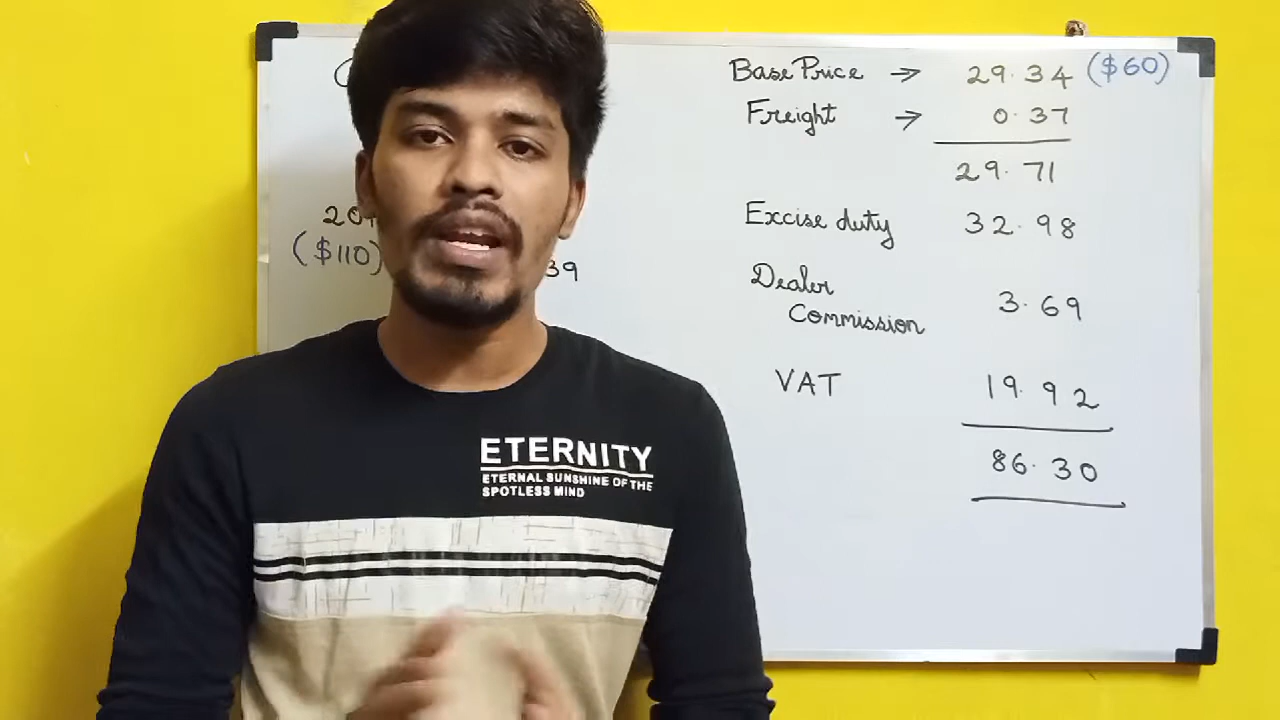 ($110)
39
Base Price → 29.34 ($60)
Freight → 0.37
29.71
Excise duty 32.98
Dealer
Commission 3.69
VAT 19.92
86.30
ETERNITY
ETERNAL SUNSHINE OF THE
SPOTLESS MIND